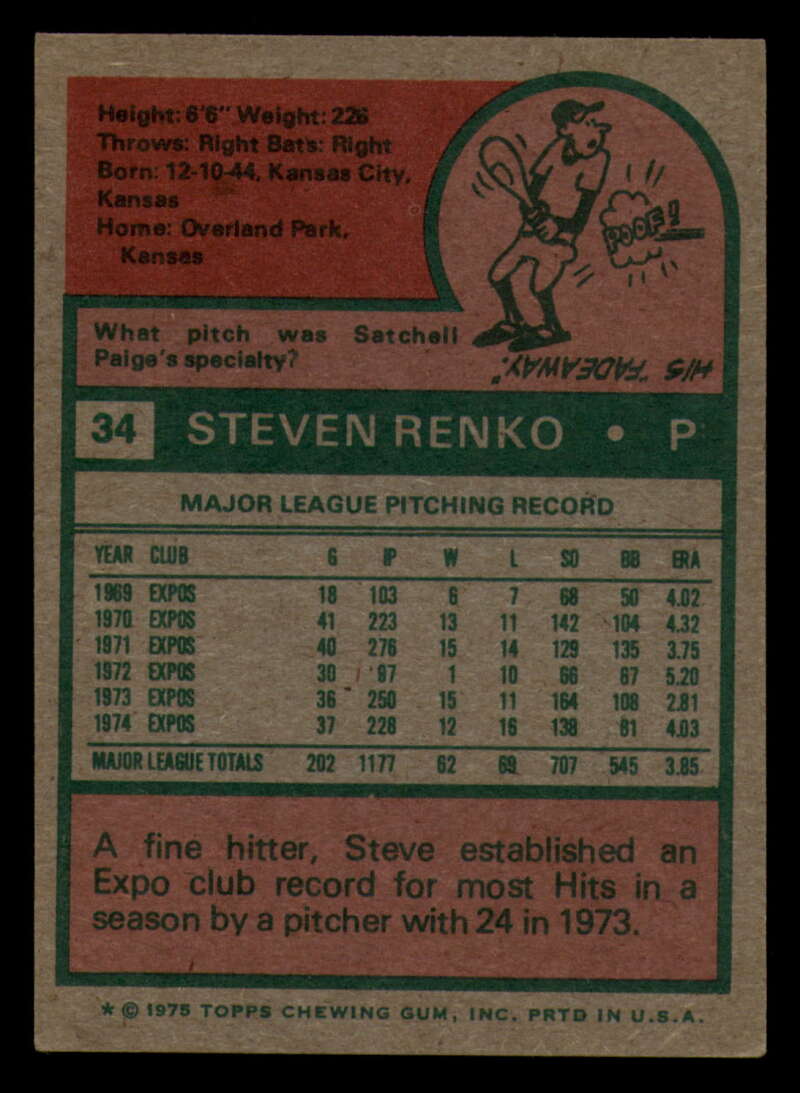 Height: 6'6" Weight: 226
Throws: Right Bats: Right
Born: 12-10-44, Kansas City,
Kansas
Home: Overland Park,
Kansas
POOF!
What pitch was Satchell
Paige's specialty?
HIS "FADEAWAY."
34 STEVEN RENKO • P
MAJOR LEAGUE PITCHING RECORD
YEAR CLUB G IP W L SO BB ERA
1969 EXPOS 18 103 6 7 68 50 4.02
1970 EXPOS 41 223 13 11 142 104 4.32
1971 EXPOS 40 276 15 14 129 135 3.75
1972 EXPOS 30 97 1 10 66 67 5.20
1973 EXPOS 36 250 15 11 164 108 2.81
1974 EXPOS 37 228 12 16 138 81 4.03
MAJOR LEAGUE TOTALS 202 1177 62 69 707 545 3.85
A fine hitter, Steve established an
Expo club record for most Hits in a
season by a pitcher with 24 in 1973.
* © 1975 TOPPS CHEWING GUM, INC. PRTD IN U.S.A.